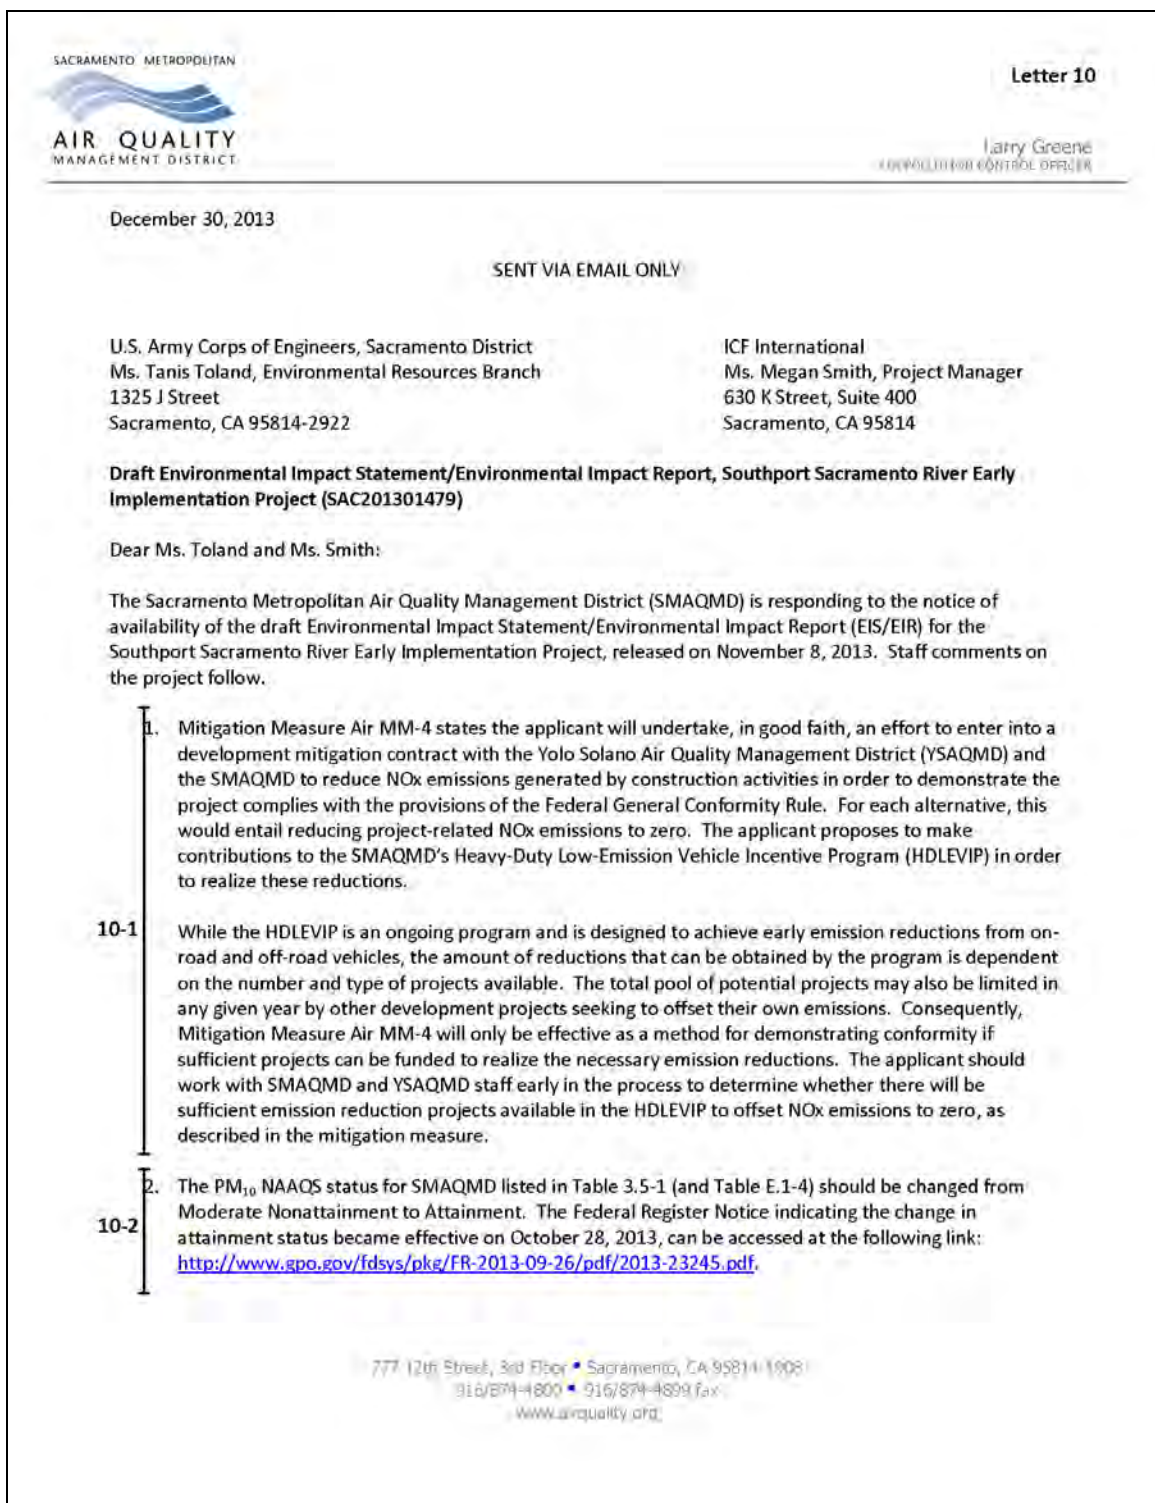 SACRAMENTO METROPOLITAN
AIR QUALITY
MANAGEMENT DISTRICT
Letter 10
Larry Greene
AIR POLLUTION CONTROL OFFICER
December 30, 2013
SENT VIA EMAIL ONLY
U.S. Army Corps of Engineers, Sacramento District
Ms. Tanis Toland, Environmental Resources Branch
1325 J Street
Sacramento, CA 95814-2922
ICF International
Ms. Megan Smith, Project Manager
630 K Street, Suite 400
Sacramento, CA 95814
Draft Environmental Impact Statement/Environmental Impact Report, Southport Sacramento River Early
Implementation Project (SAC201301479)
Dear Ms. Toland and Ms. Smith:
The Sacramento Metropolitan Air Quality Management District (SMAQMD) is responding to the notice of
availability of the draft Environmental Impact Statement/Environmental Impact Report (EIS/EIR) for the
Southport Sacramento River Early Implementation Project, released on November 8, 2013. Staff comments on
the project follow.
1. Mitigation Measure Air MM-4 states the applicant will undertake, in good faith, an effort to enter into a
development mitigation contract with the Yolo Solano Air Quality Management District (YSAQMD) and
the SMAQMD to reduce NOx emissions generated by construction activities in order to demonstrate the
project complies with the provisions of the Federal General Conformity Rule. For each alternative, this
would entail reducing project-related NOx emissions to zero. The applicant proposes to make
contributions to the SMAQMD's Heavy-Duty Low-Emission Vehicle Incentive Program (HDLEVIP) in order
to realize these reductions.
10-1
While the HDLEVIP is an ongoing program and is designed to achieve early emission reductions from on-
road and off-road vehicles, the amount of reductions that can be obtained by the program is dependent
on the number and type of projects available. The total pool of potential projects may also be limited in
any given year by other development projects seeking to offset their own emissions. Consequently,
Mitigation Measure Air MM-4 will only be effective as a method for demonstrating conformity if
sufficient projects can be funded to realize the necessary emission reductions. The applicant should
work with SMAQMD and YSAQMD staff early in the process to determine whether there will be
sufficient emission reduction projects available in the HDLEVIP to offset NOx emissions to zero, as
described in the mitigation measure.
2. The PM₁₀ NAAQS status for SMAQMD listed in Table 3.5-1 (and Table E.1-4) should be changed from
Moderate Nonattainment to Attainment. The Federal Register Notice indicating the change in
10-2
attainment status became effective on October 28, 2013, can be accessed at the following link:
http://www.gpo.gov/fdsys/pkg/FR-2013-09-26/pdf/2013-23245.pdf.
777 12th Street, 3rd Floor • Sacramento, CA 95814-1908
916/874-4800 • 916/874-4899 fax
www.airquality.org